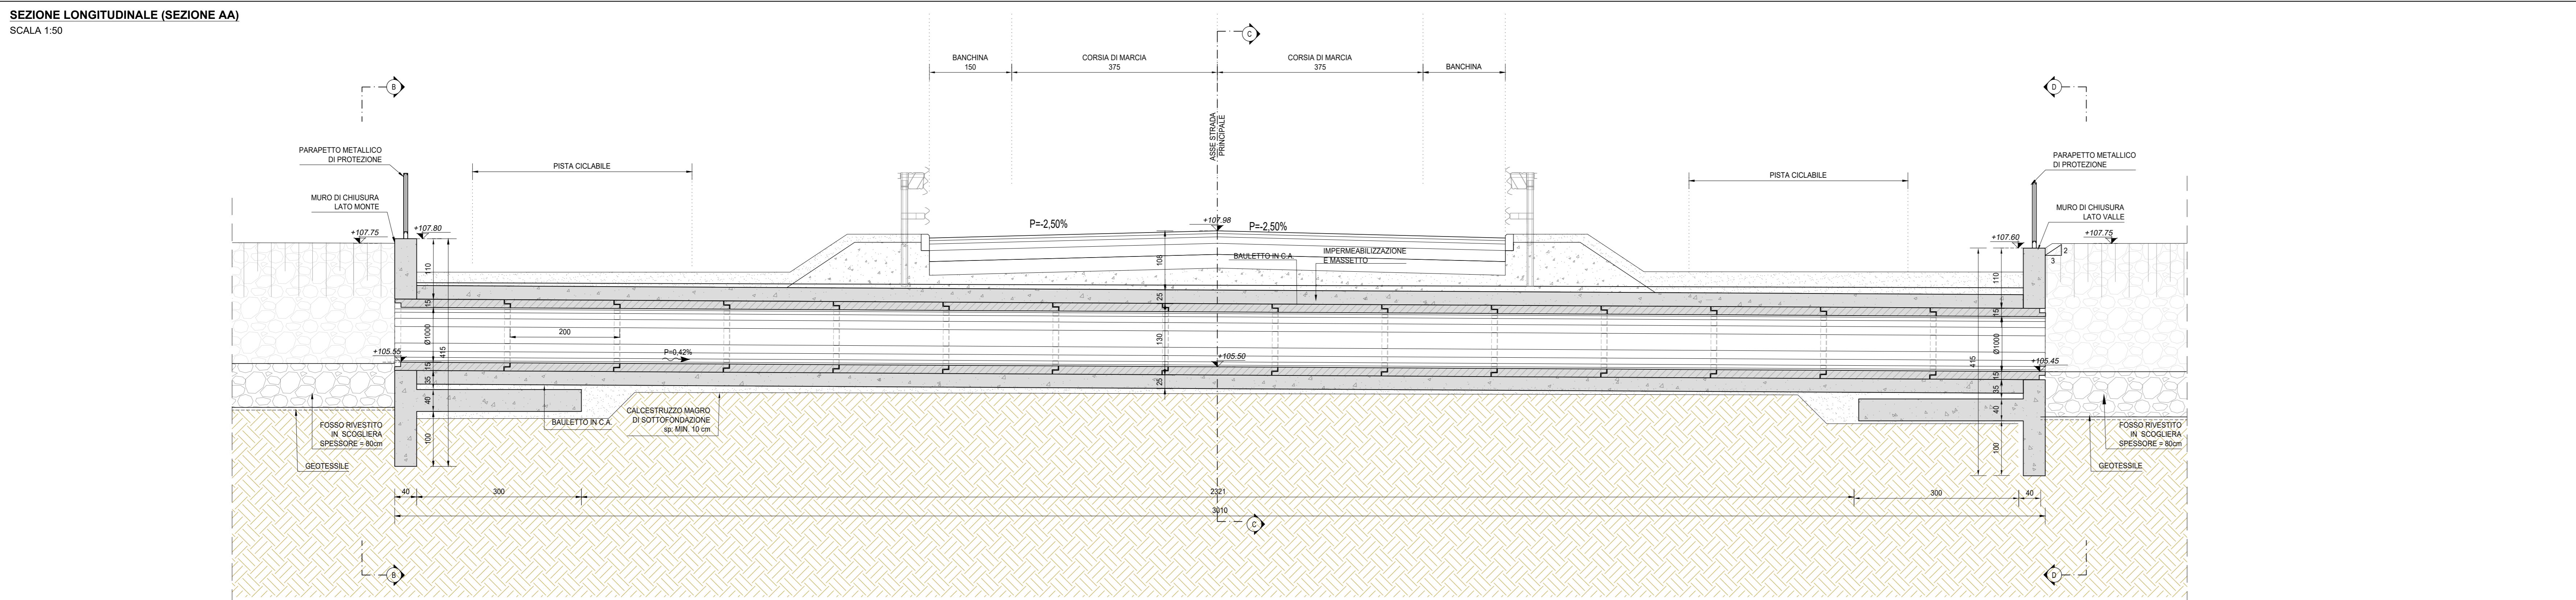 SEZIONE LONGITUDINALE (SEZIONE AA)
SCALA 1:50
C
BANCHINA
150
CORSIA DI MARCIA
375
CORSIA DI MARCIA
375
BANCHINA
B
D
ASSE STRADA
PRINCIPALE
PARAPETTO METALLICO
DI PROTEZIONE
PISTA CICLABILE
PISTA CICLABILE
PARAPETTO METALLICO
DI PROTEZIONE
MURO DI CHIUSURA
LATO MONTE
MURO DI CHIUSURA
LATO VALLE
+107.75
+107.80
P=-2,50%
+107.98
P=-2,50%
+107.60
+107.75
2
3
IMPERMEABILIZZAZIONE
E MASSETTO
BAULETTO IN C.A.
110
15
Ø1000
415
15
35
40
100
108
25
130
25
110
15
Ø1000
415
15
35
40
100
200
+105.55
P=0,42%
+105.50
+105.45
CALCESTRUZZO MAGRO
DI SOTTOFONDAZIONE
sp. MIN. 10 cm
BAULETTO IN C.A.
FOSSO RIVESTITO
IN SCOGLIERA
SPESSORE = 80cm
GEOTESSILE
FOSSO RIVESTITO
IN SCOGLIERA
SPESSORE = 80cm
GEOTESSILE
40
300
2321
300
40
3010
C
B
D